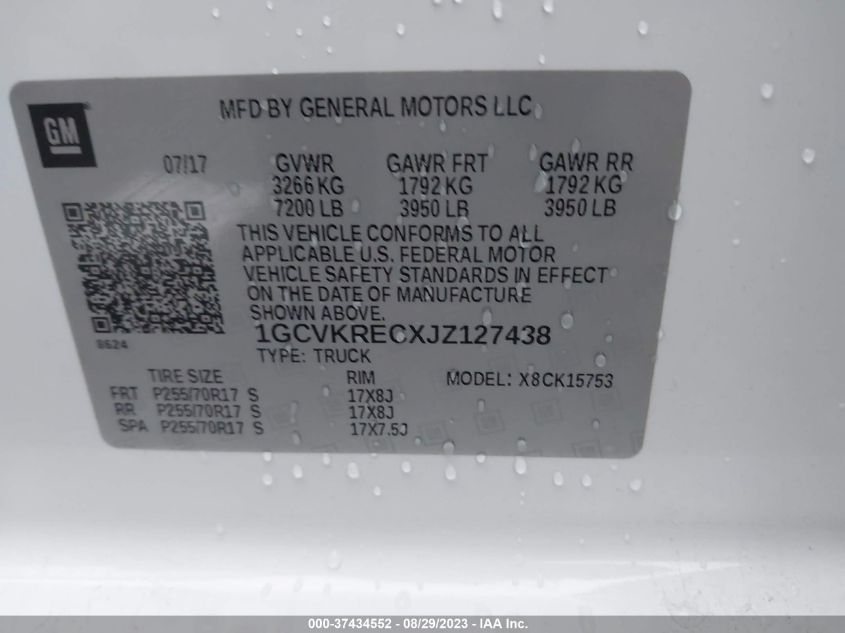 MFD BY GENERAL MOTORS LLC
GM
07/17 GVWR GAWR FRT GAWR RR
3266 KG 1792 KG 1792 KG
7200 LB 3950 LB 3950 LB
THIS VEHICLE CONFORMS TO ALL
APPLICABLE U.S. FEDERAL MOTOR
VEHICLE SAFETY STANDARDS IN EFFECT
ON THE DATE OF MANUFACTURE
SHOWN ABOVE.
1GCVKRECXJZ127438
8624
TYPE: TRUCK
TIRE SIZE RIM MODEL: X8CK15753
FRT P255/70R17 S 17X8J
RR P255/70R17 S 17X8J
SPA P255/70R17 S 17X7.5J
000-37434552 - 08/29/2023 - IAA Inc.